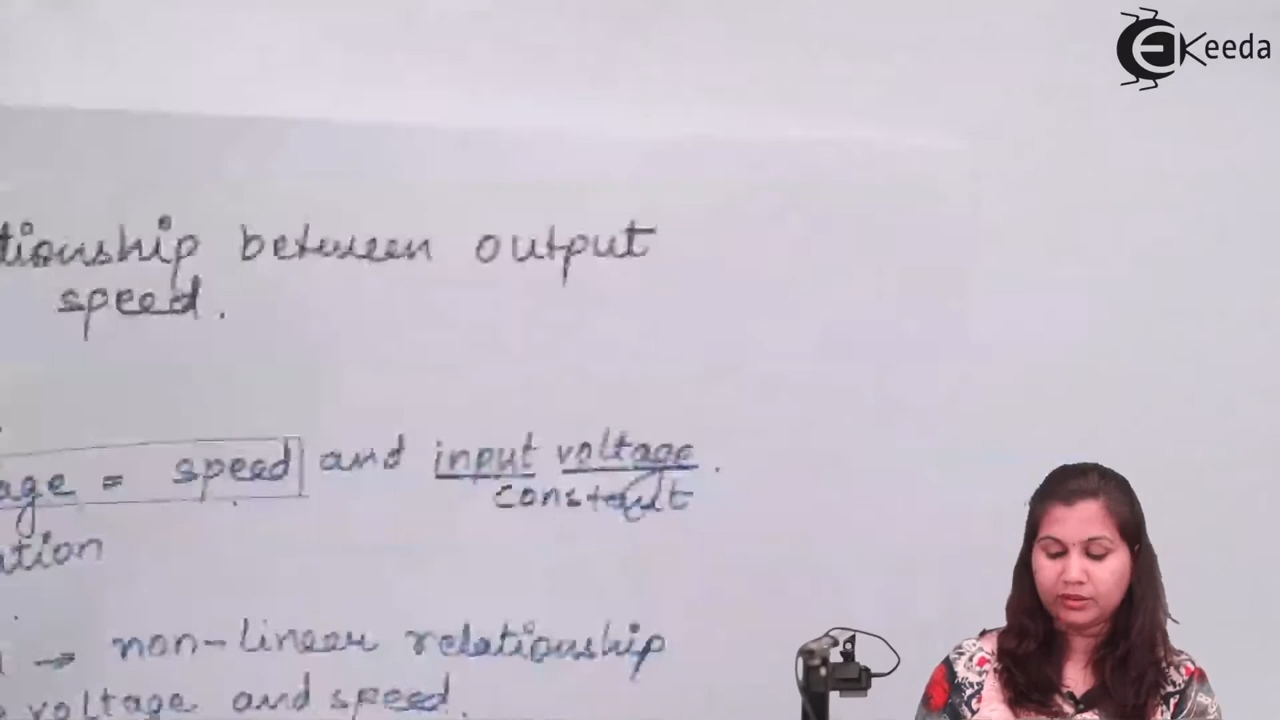 Keeda
tionship between output
speed.
age = speed and input voltage.
constant
ation
→ non-linear relationship
voltage and speed.